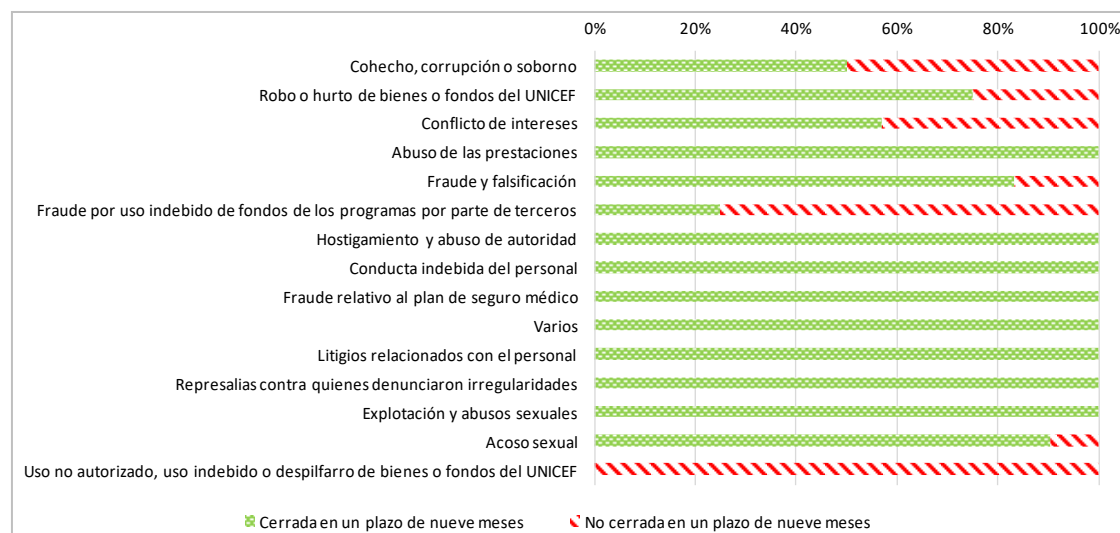 0% 20% 40% 60% 80% 100%
Cohecho, corrupción o soborno
Robo o hurto de bienes o fondos del UNICEF
Conflicto de intereses
Abuso de las prestaciones
Fraude y falsificación
Fraude por uso indebido de fondos de los programas por parte de terceros
Hostigamiento y abuso de autoridad
Conducta indebida del personal
Fraude relativo al plan de seguro médico
Varios
Litigios relacionados con el personal
Represalias contra quienes denunciaron irregularidades
Explotación y abusos sexuales
Acoso sexual
Uso no autorizado, uso indebido o despilfarro de bienes o fondos del UNICEF
Cerrada en un plazo de nueve meses No cerrada en un plazo de nueve meses